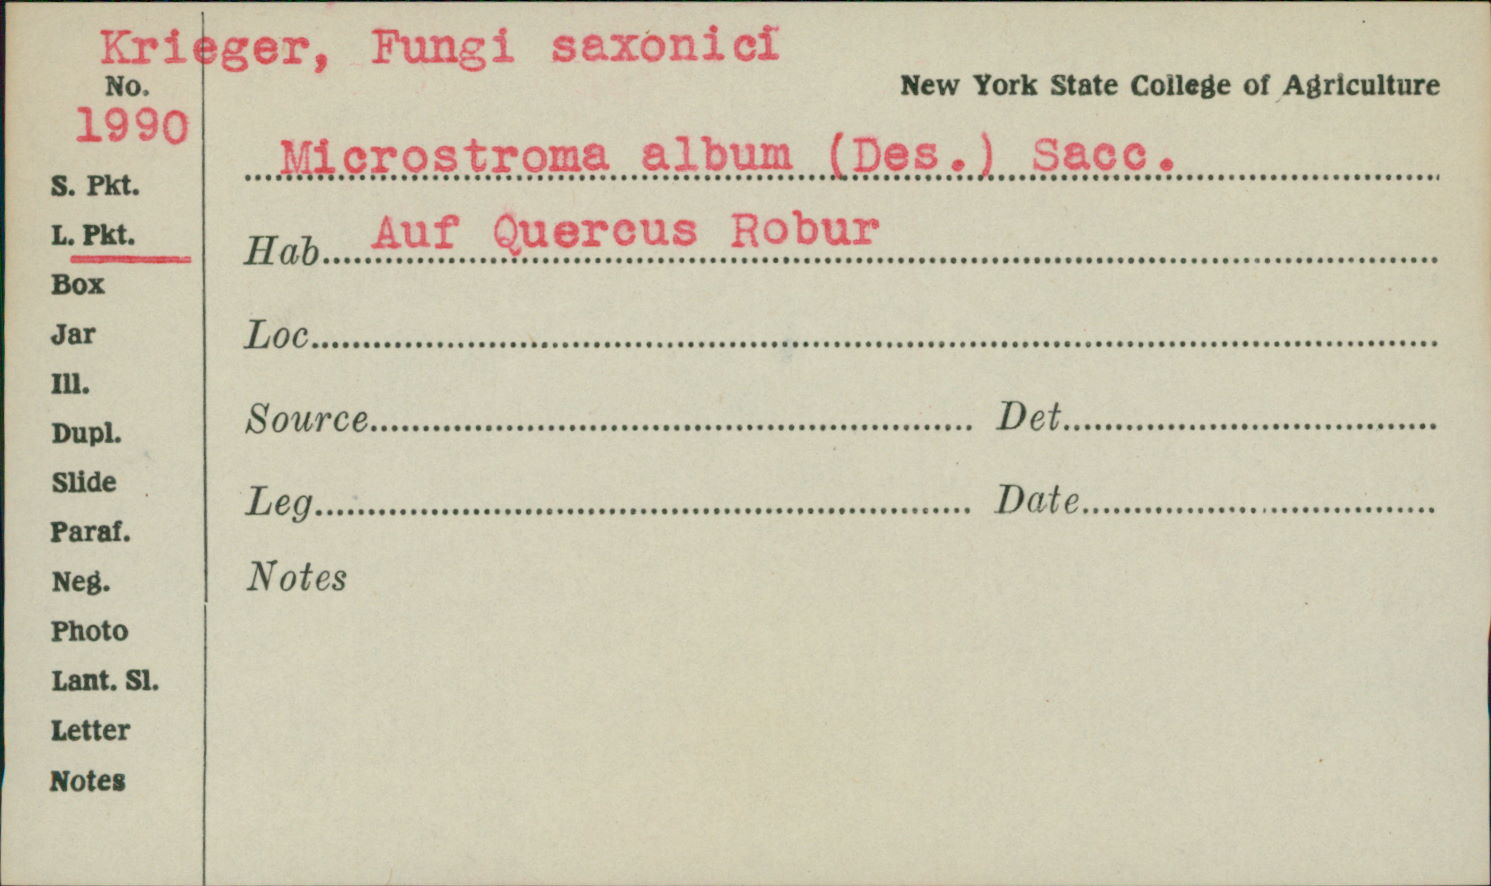 Krieger, Fungi saxonici
No.
New York State College of Agriculture
1990
Microstroma album (Des.) Sacc.
S. Pkt.
L. Pkt.
Hab. Auf Quercus Robur
Box
Jar
Loc.
Ill.
Dupl.
Source Det.
Slide
Leg. Date
Paraf.
Neg.
Notes
Photo
Lant. Sl.
Letter
Notes